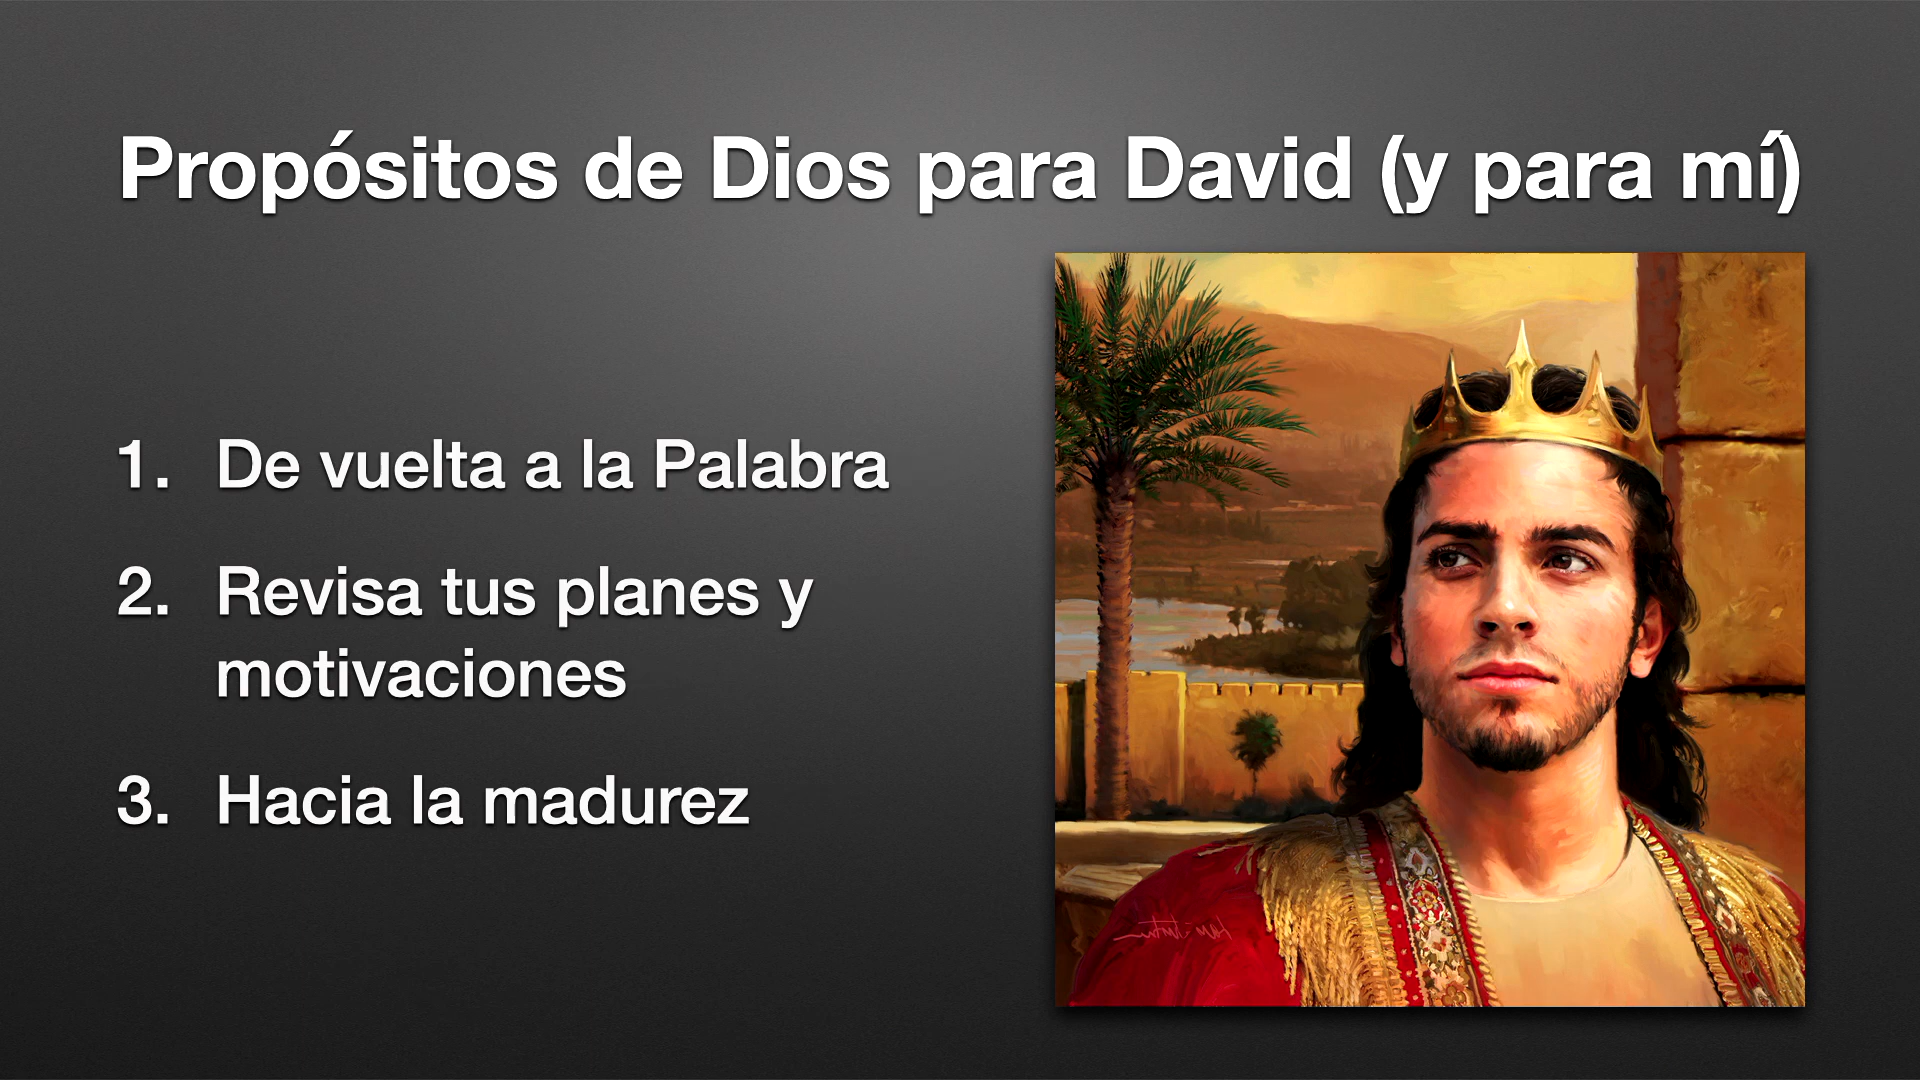 Propósitos de Dios para David (y para mí)
1. De vuelta a la Palabra
2. Revisa tus planes y
motivaciones
3. Hacia la madurez